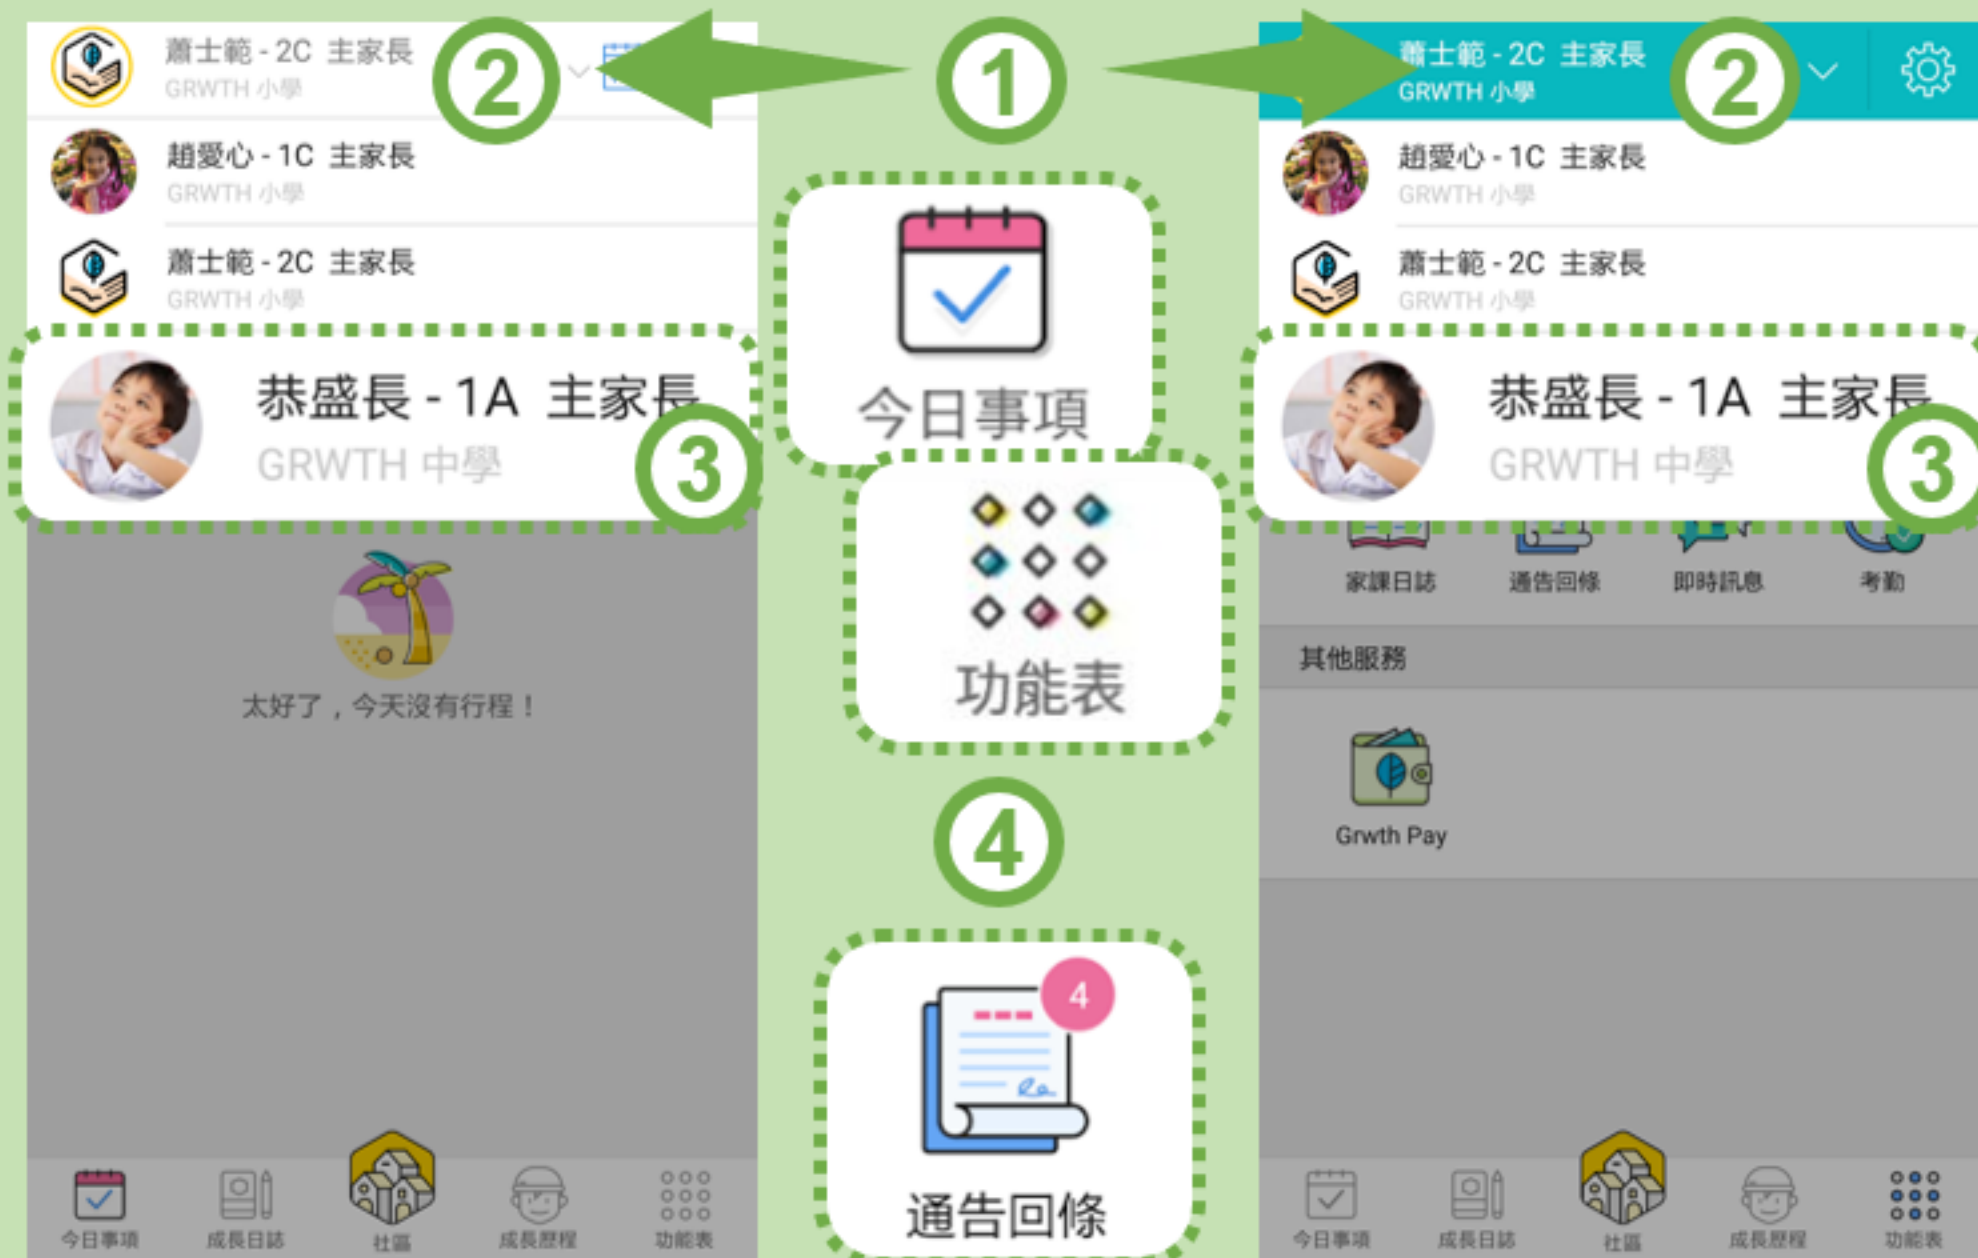 蕭士範 - 2C 主家長
GRWTH 小學
2
趙愛心 - 1C 主家長
GRWTH 小學
蕭士範 - 2C 主家長
GRWTH 小學
恭盛長 - 1A 主家長
GRWTH 中學
3
太好了，今天沒有行程！
今日事項
成長日誌
社區
成長歷程
功能表
1
今日事項
功能表
4
4
通告回條
蕭士範 - 2C 主家長
GRWTH 小學
2
趙愛心 - 1C 主家長
GRWTH 小學
蕭士範 - 2C 主家長
GRWTH 小學
恭盛長 - 1A 主家長
GRWTH 中學
3
家課日誌
通告回條
即時訊息
考勤
其他服務
Grwth Pay
今日事項
成長日誌
社區
成長歷程
功能表